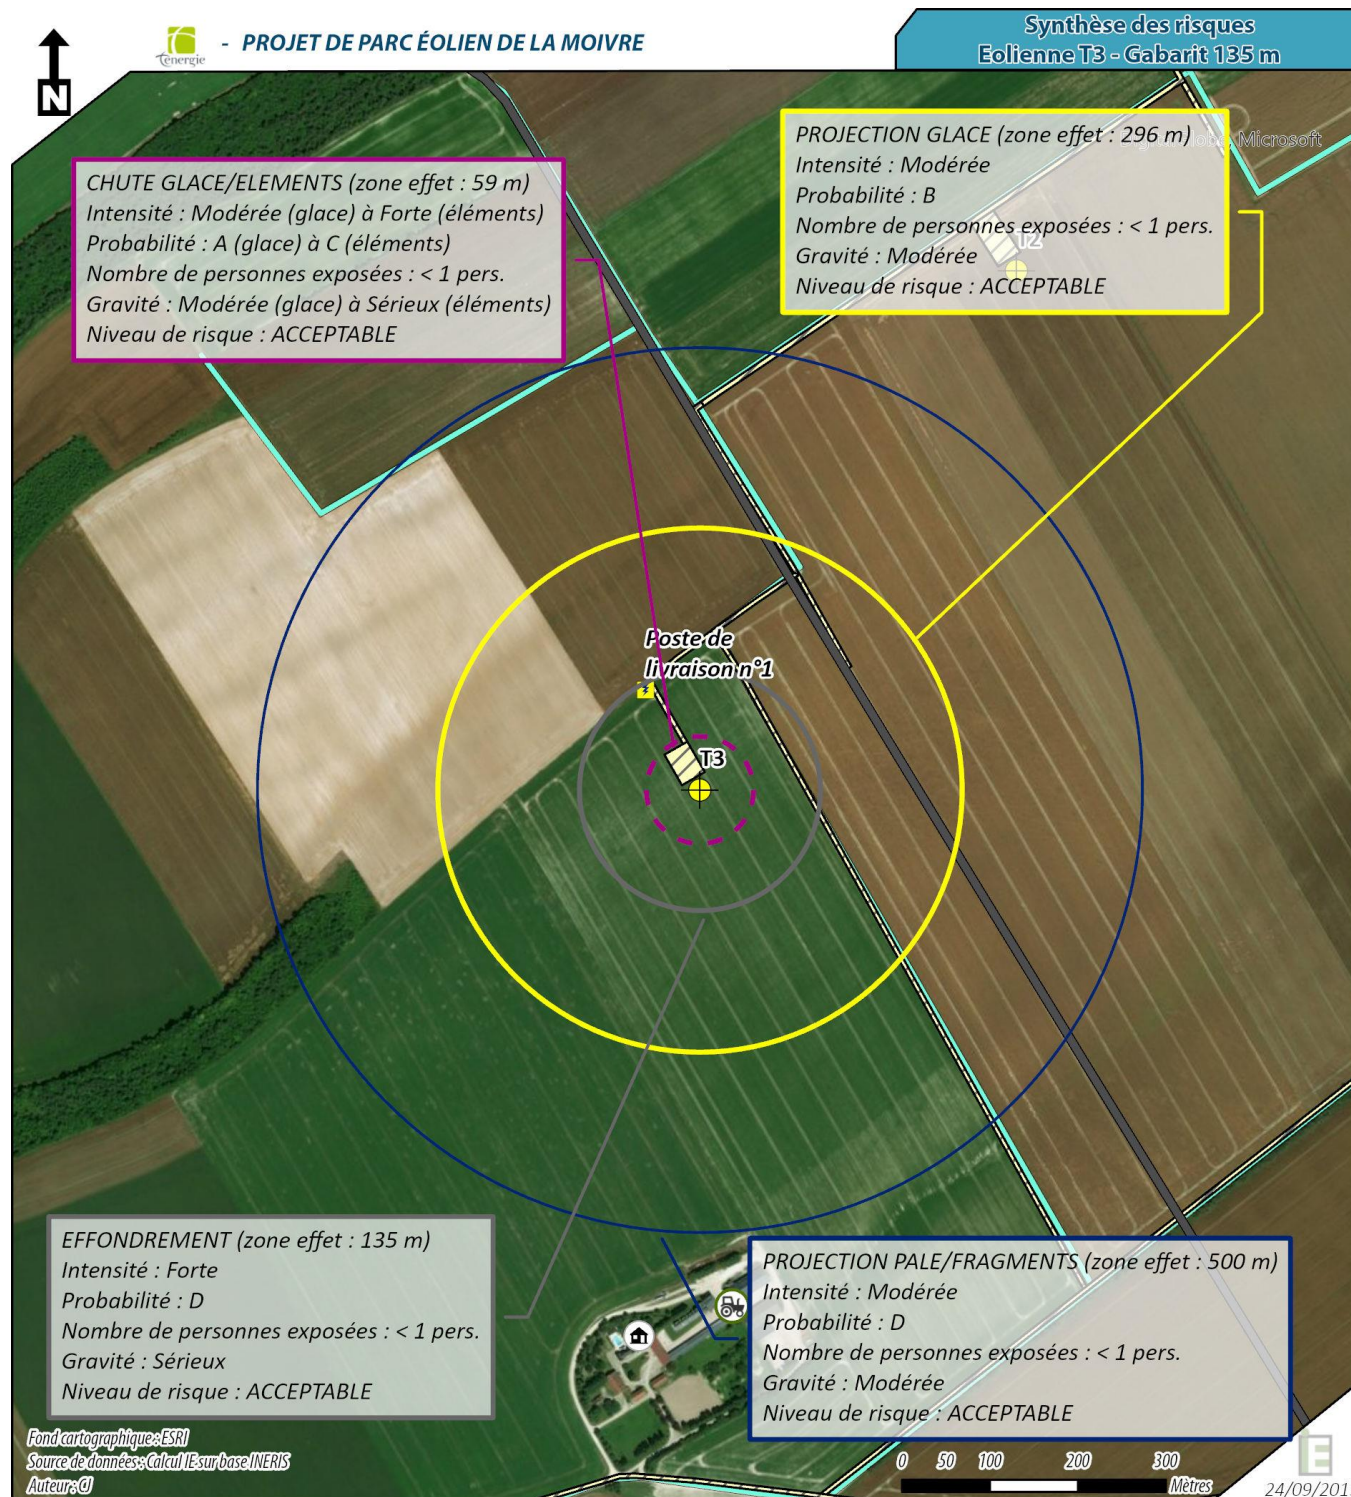 N
Ténergie
- PROJET DE PARC ÉOLIEN DE LA MOIVRE
Synthèse des risques
Eolienne T3 - Gabarit 135 m
CHUTE GLACE/ELEMENTS (zone effet : 59 m)
Intensité : Modérée (glace) à Forte (éléments)
Probabilité : A (glace) à C (éléments)
Nombre de personnes exposées : < 1 pers.
Gravité : Modérée (glace) à Sérieux (éléments)
Niveau de risque : ACCEPTABLE
PROJECTION GLACE (zone effet : 296 m)
Intensité : Modérée
Probabilité : B
Nombre de personnes exposées : < 1 pers.
Gravité : Modérée
Niveau de risque : ACCEPTABLE
Microsoft
T2
Poste de
livraison n°1
T3
EFFONDREMENT (zone effet : 135 m)
Intensité : Forte
Probabilité : D
Nombre de personnes exposées : < 1 pers.
Gravité : Sérieux
Niveau de risque : ACCEPTABLE
PROJECTION PALE/FRAGMENTS (zone effet : 500 m)
Intensité : Modérée
Probabilité : D
Nombre de personnes exposées : < 1 pers.
Gravité : Modérée
Niveau de risque : ACCEPTABLE
Fond cartographique : ESRI
Source de données : Calcul IE sur base INERIS
Auteur : CJ
0 50 100 200 300
Mètres
E
24/09/201